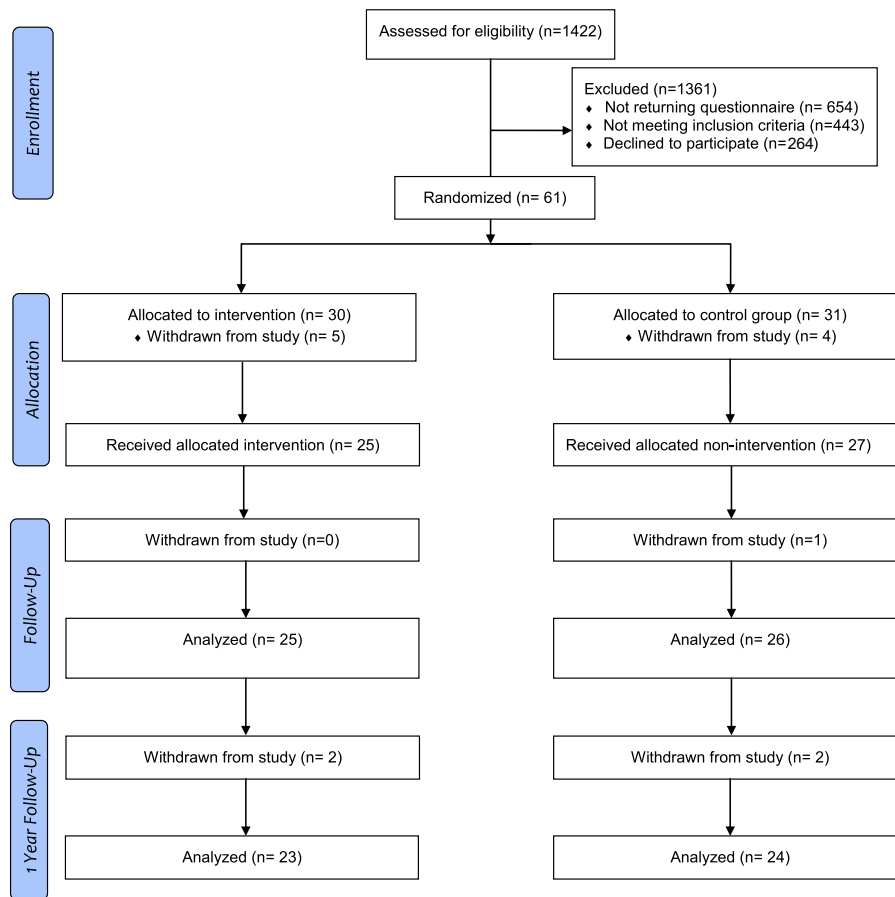 Enrollment
Assessed for eligibility (n=1422)
Excluded (n=1361)
♦ Not returning questionnaire (n= 654)
♦ Not meeting inclusion criteria (n=443)
♦ Declined to participate (n=264)
Randomized (n= 61)
Allocation
Allocated to intervention (n= 30)
♦ Withdrawn from study (n= 5)
Allocated to control group (n= 31)
♦ Withdrawn from study (n= 4)
Received allocated intervention (n= 25)
Received allocated non-intervention (n= 27)
Follow-Up
Withdrawn from study (n=0)
Withdrawn from study (n=1)
Analyzed (n= 25)
Analyzed (n= 26)
1 Year Follow-Up
Withdrawn from study (n= 2)
Withdrawn from study (n= 2)
Analyzed (n= 23)
Analyzed (n= 24)